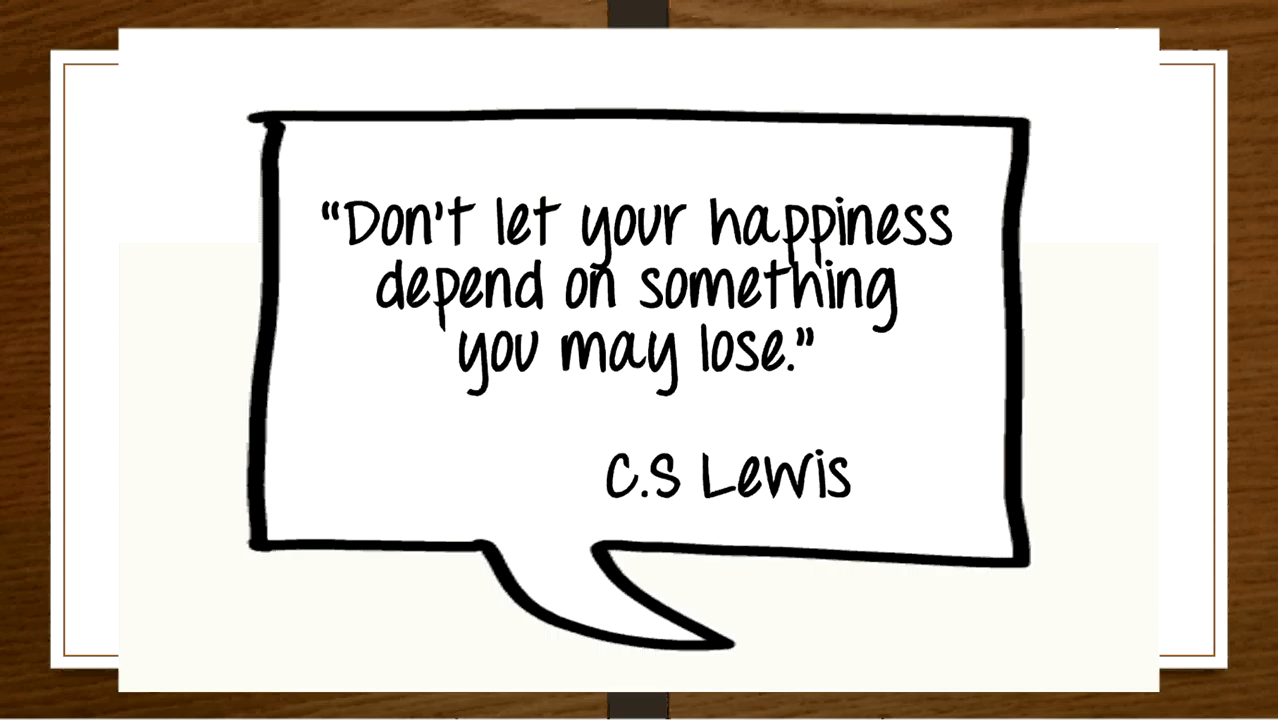 “Don't let your happiness
depend on something
you may lose.”
C.S Lewis